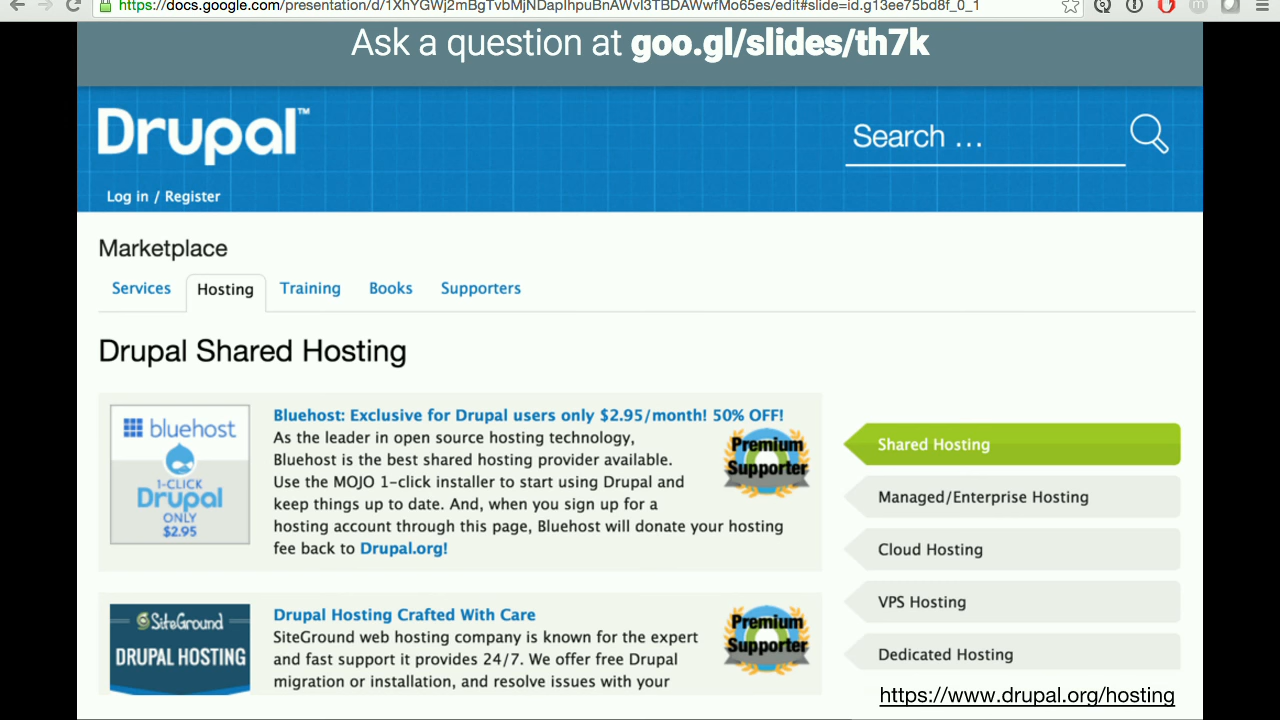 https://docs.google.com/presentation/d/1XhYGWj2mBgTvbMjNDapIhpuBnAWvl3TBDAWwfMo65es/edit#slide=id.g13ee75bd8f_0_1
Ask a question at goo.gl/slides/th7k
Drupal™
Search ...
Log in / Register
Marketplace
Services
Hosting
Training
Books
Supporters
Drupal Shared Hosting
bluehost
1-CLICK
Drupal
ONLY
$2.95
Bluehost: Exclusive for Drupal users only $2.95/month! 50% OFF!
As the leader in open source hosting technology,
Bluehost is the best shared hosting provider available.
Use the MOJO 1-click installer to start using Drupal and
keep things up to date. And, when you sign up for a
hosting account through this page, Bluehost will donate your hosting
fee back to Drupal.org!
Premium
Supporter
SiteGround
DRUPAL HOSTING
Drupal Hosting Crafted With Care
SiteGround web hosting company is known for the expert
and fast support it provides 24/7. We offer free Drupal
migration or installation, and resolve issues with your
Premium
Supporter
Shared Hosting
Managed/Enterprise Hosting
Cloud Hosting
VPS Hosting
Dedicated Hosting
https://www.drupal.org/hosting